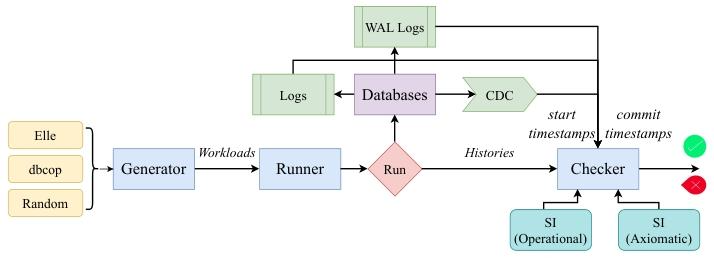 WAL Logs
Logs
Databases
CDC
start
timestamps
commit
timestamps
Elle
dbcop
Random
Generator
Workloads
Runner
Run
Histories
Checker
SI
(Operational)
SI
(Axiomatic)